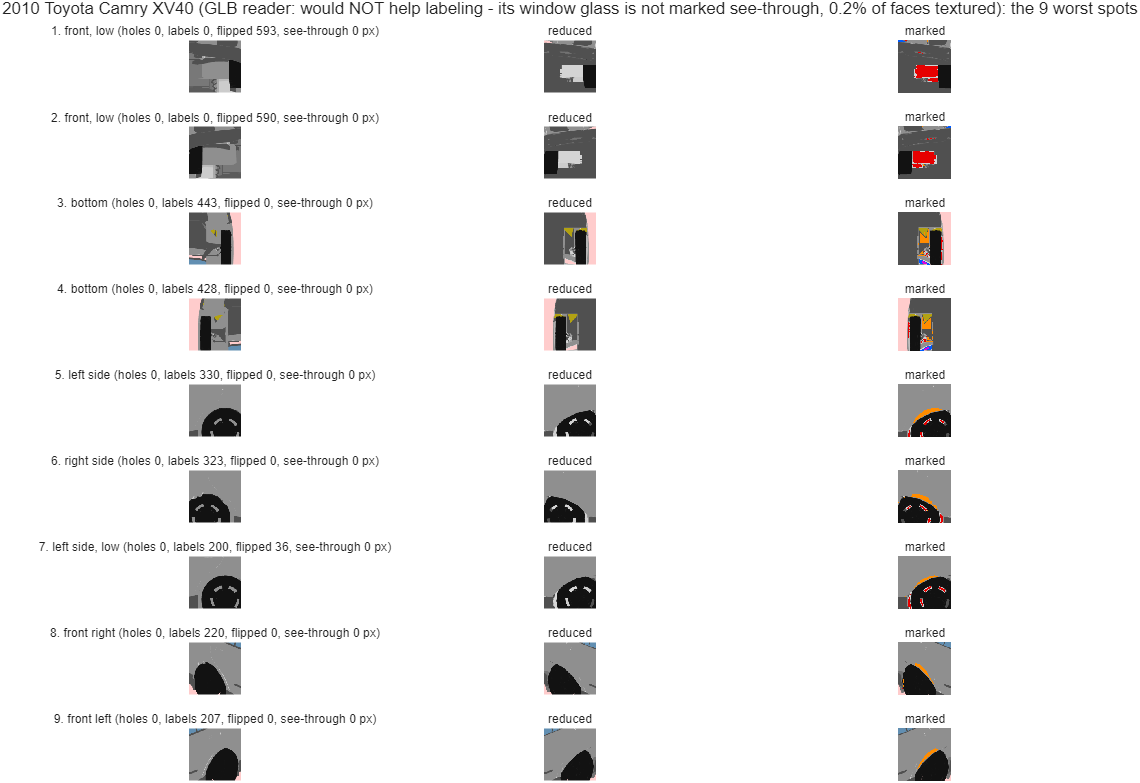 2010 Toyota Camry XV40 (GLB reader: would NOT help labeling - its window glass is not marked see-through, 0.2% of faces textured): the 9 worst spots
1. front, low (holes 0, labels 0, flipped 593, see-through 0 px) reduced marked
2. front, low (holes 0, labels 0, flipped 590, see-through 0 px) reduced marked
3. bottom (holes 0, labels 443, flipped 0, see-through 0 px) reduced marked
4. bottom (holes 0, labels 428, flipped 0, see-through 0 px) reduced marked
5. left side (holes 0, labels 330, flipped 0, see-through 0 px) reduced marked
6. right side (holes 0, labels 323, flipped 0, see-through 0 px) reduced marked
7. left side, low (holes 0, labels 200, flipped 36, see-through 0 px) reduced marked
8. front right (holes 0, labels 220, flipped 0, see-through 0 px) reduced marked
9. front left (holes 0, labels 207, flipped 0, see-through 0 px) reduced marked